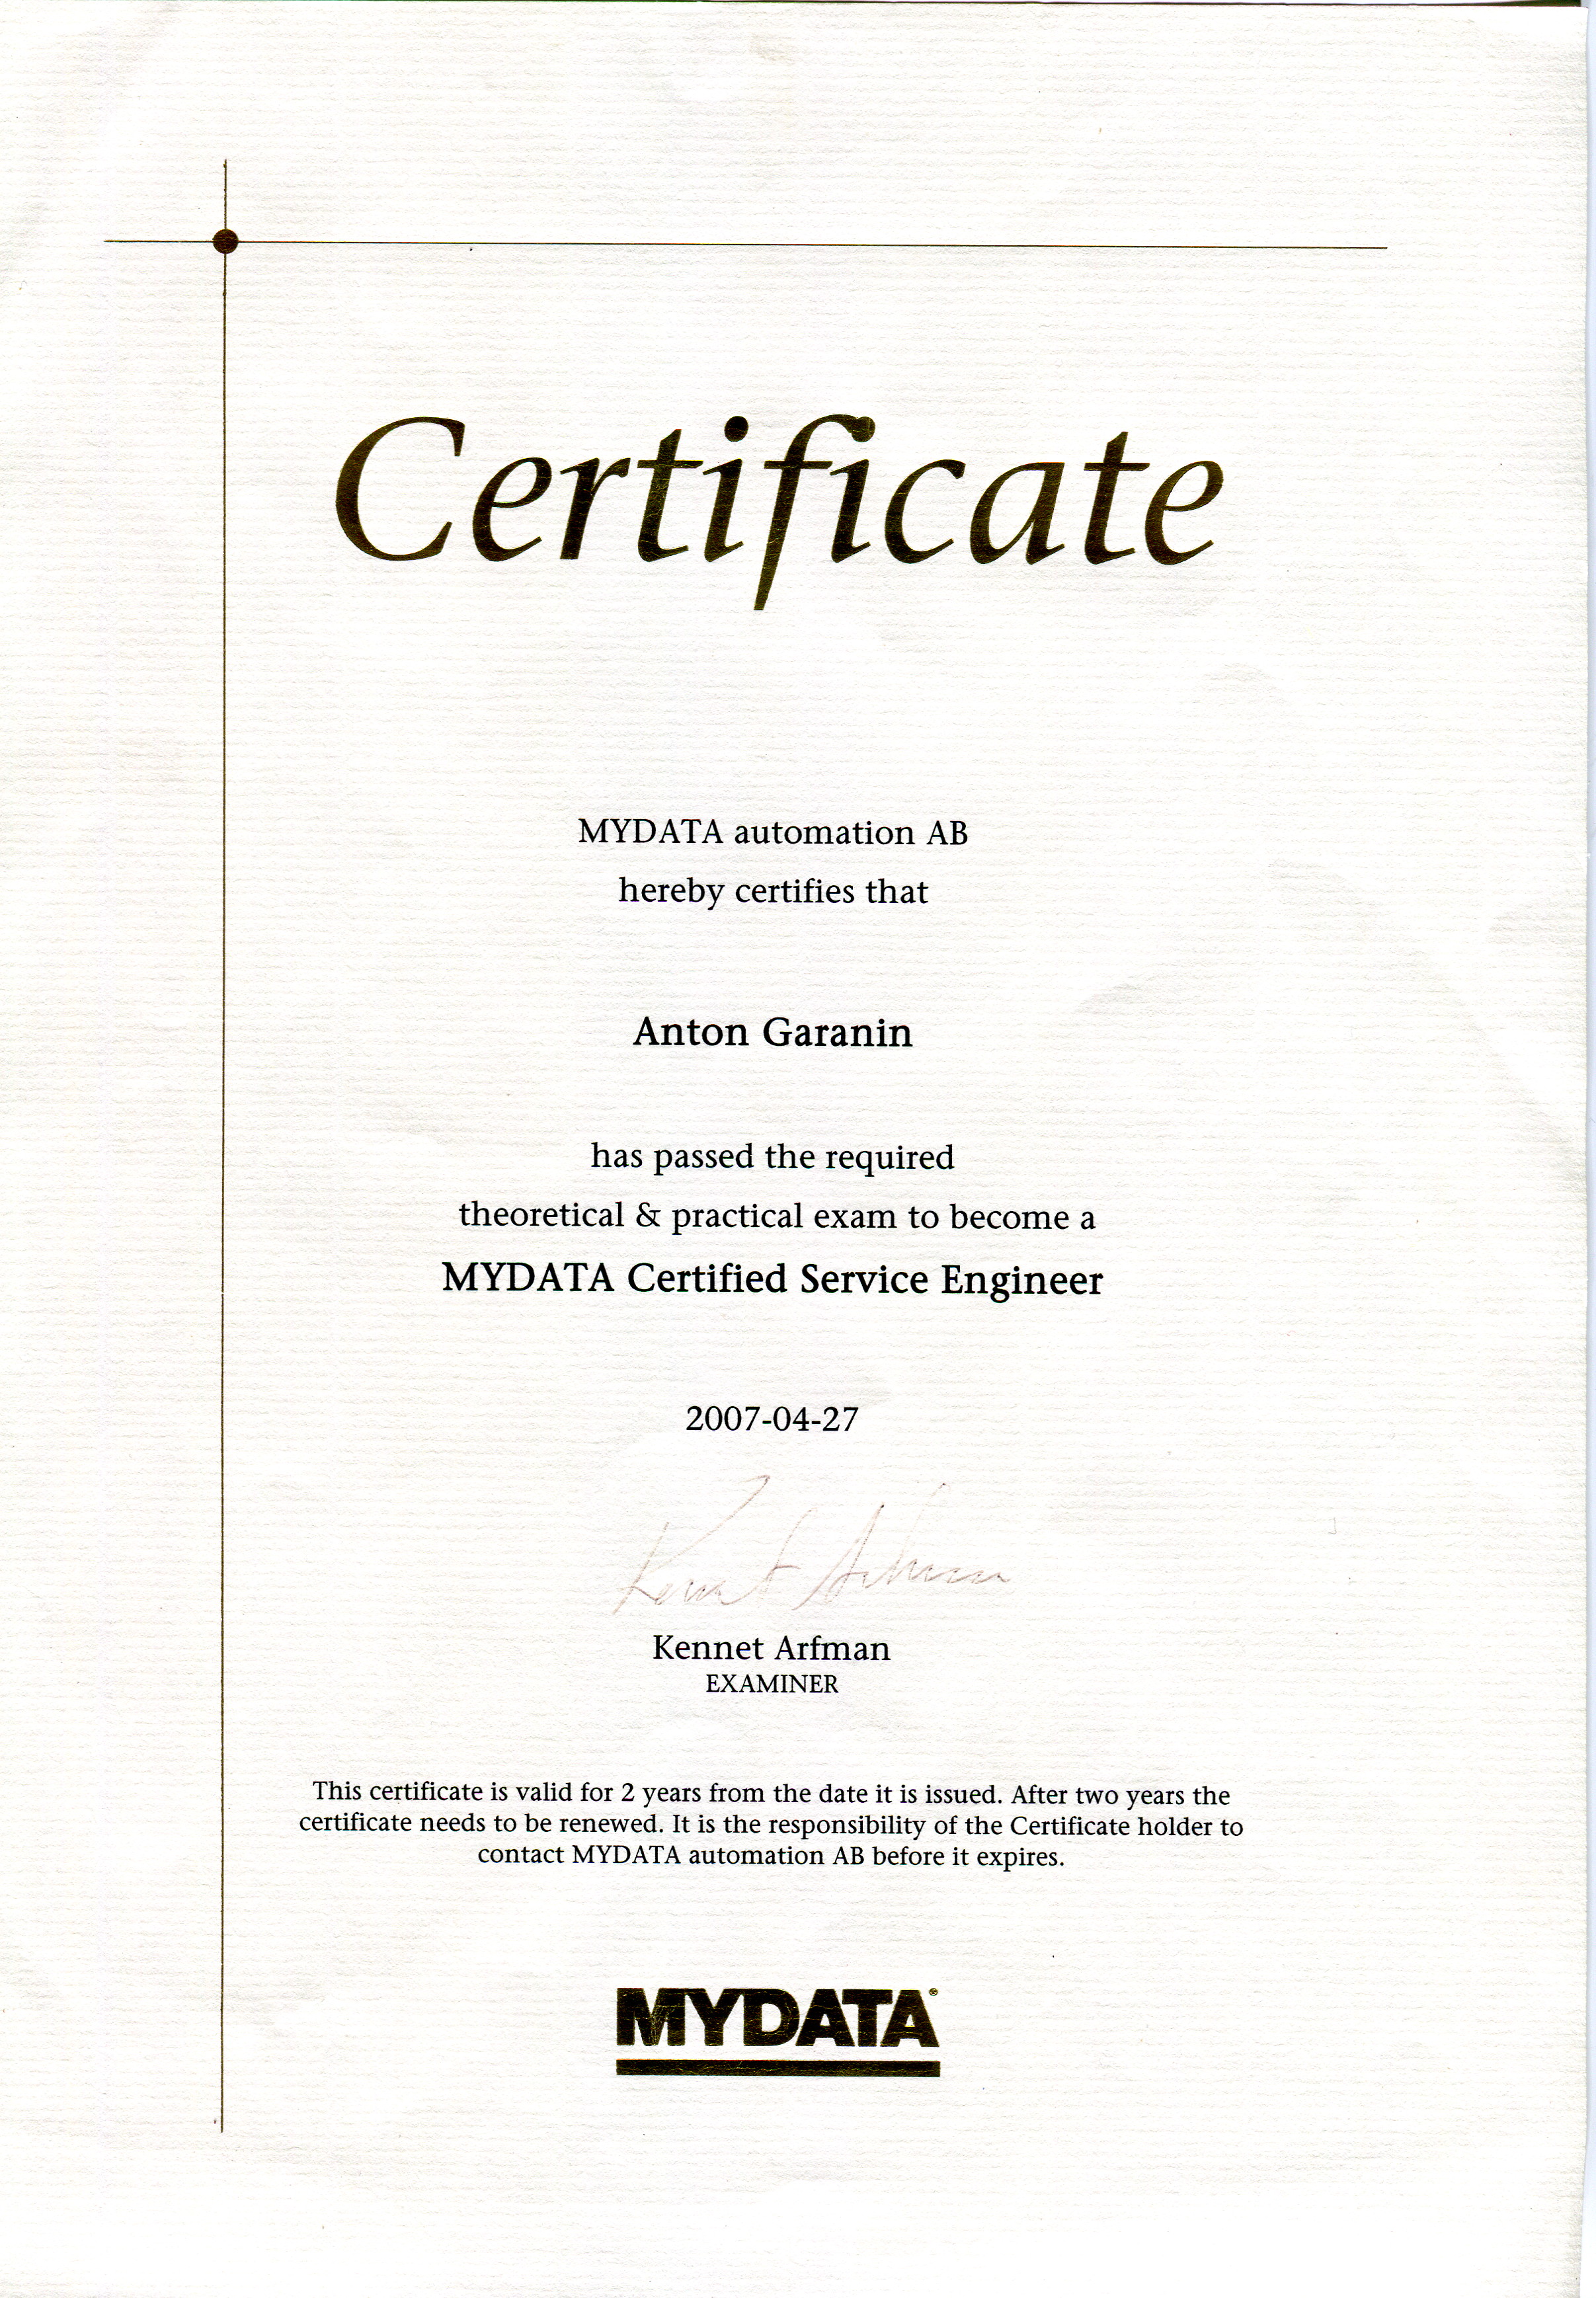 Certificate
MYDATA automation AB
hereby certifies that
Anton Garanin
has passed the required
theoretical & practical exam to become a
MYDATA Certified Service Engineer
2007-04-27
Kennet Arfman
Kennet Arfman
EXAMINER
This certificate is valid for 2 years from the date it is issued. After two years the
certificate needs to be renewed. It is the responsibility of the Certificate holder to
contact MYDATA automation AB before it expires.
MYDATA®